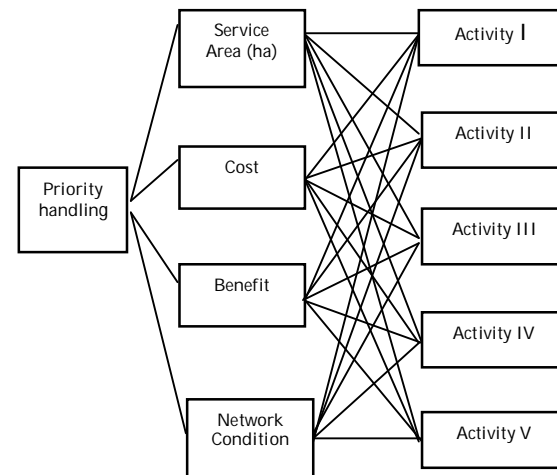 Priority
handling
Service
Area (ha)
Cost
Benefit
Network
Condition
Activity I
Activity II
Activity III
Activity IV
Activity V